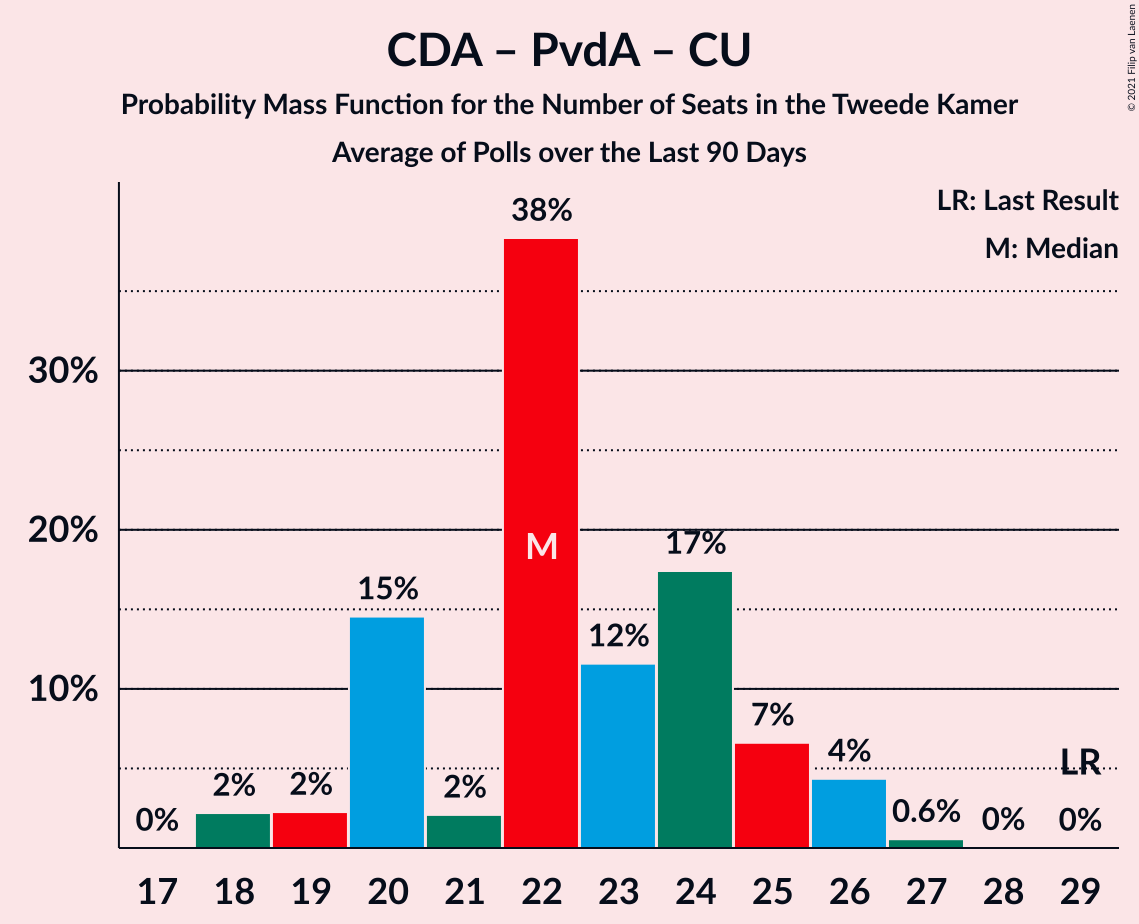 CDA – PvdA – CU
Probability Mass Function for the Number of Seats in the Tweede Kamer
Average of Polls over the Last 90 Days
© 2021 Filip van Laenen
LR: Last Result
M: Median
30%
20%
10%
0%
2%
2%
15%
2%
38%
M
12%
17%
7%
4%
0.6%
0%
LR
0%
17 18 19 20 21 22 23 24 25 26 27 28 29